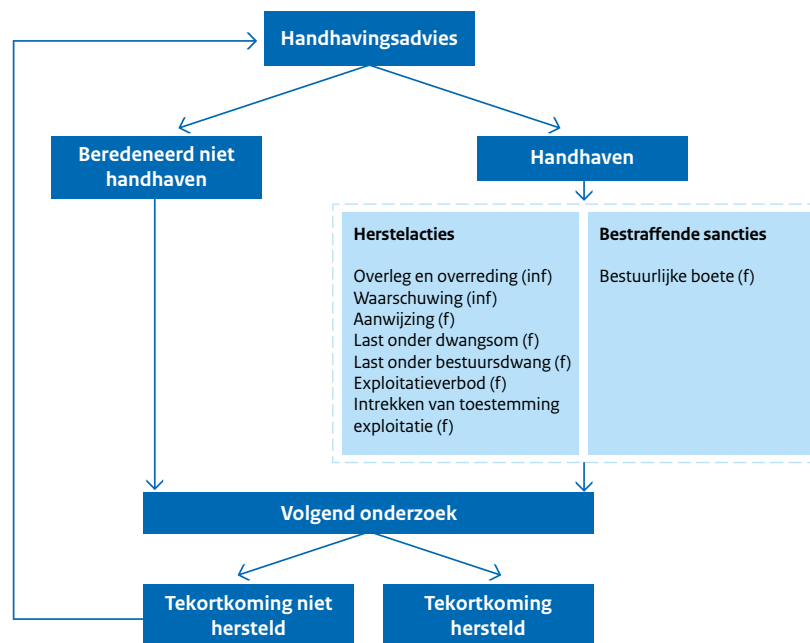 Handhavingsadvies
Beredeneerd niet
handhaven
Handhaven
Herstelacties
Overleg en overreding (inf)
Waarschuwing (inf)
Aanwijzing (f)
Last onder dwangsom (f)
Last onder bestuursdwang (f)
Exploitatieverbod (f)
Intrekken van toestemming
exploitatie (f)
Bestraffende sancties
Bestuurlijke boete (f)
Volgend onderzoek
Tekortkoming niet
hersteld
Tekortkoming
hersteld